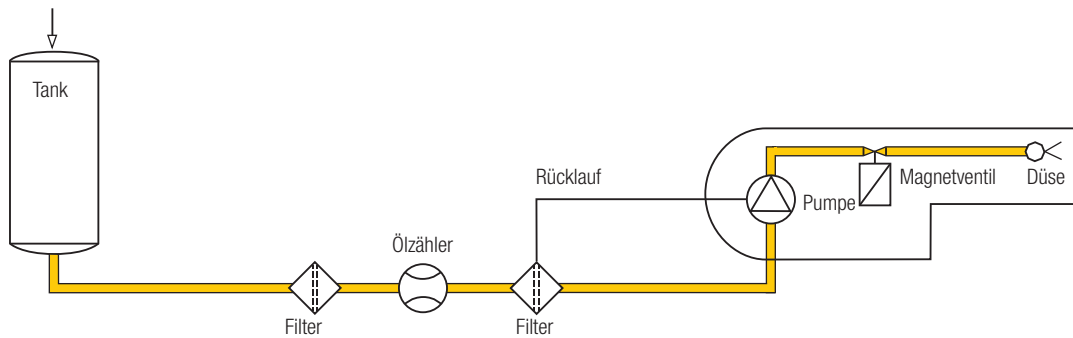 Tank
Rücklauf
Magnetventil
Düse
Pumpe
Ölzähler
Filter
Filter